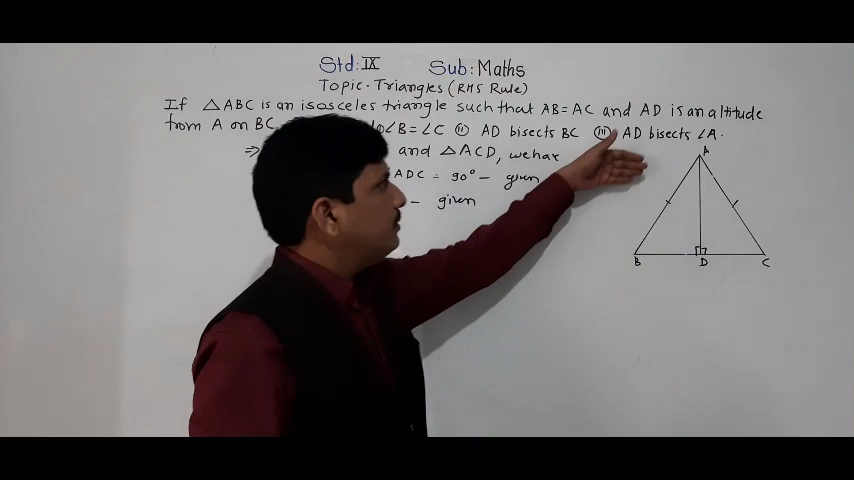 Std: IX Sub: Maths
Topic-Triangles (RHS Rule)
If △ABC is an isosceles triangle such that AB = AC and AD is an altitude
from A on BC. ∠B = ∠C (ii) AD bisects BC (iii) AD bisects ∠A.
⇒ and △ACD, we have
ADC = 90° - given
- given
A
B D C